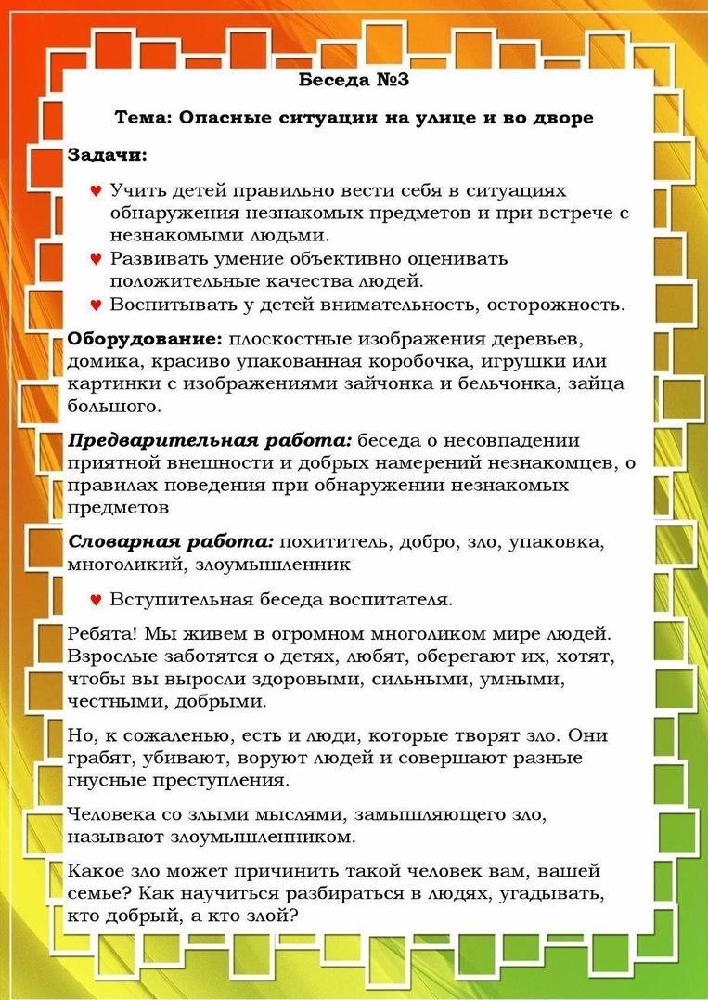 Беседа №3
Тема: Опасные ситуации на улице и во дворе
Задачи:
♥ Учить детей правильно вести себя в ситуациях
обнаружения незнакомых предметов и при встрече с
незнакомыми людьми.
♥ Развивать умение объективно оценивать
положительные качества людей.
♥ Воспитывать у детей внимательность, осторожность.
Оборудование: плоскостные изображения деревьев,
домика, красиво упакованная коробочка, игрушки или
картинки с изображениями зайчонка и бельчонка, зайца
большого.
Предварительная работа: беседа о несовпадении
приятной внешности и добрых намерений незнакомцев, о
правилах поведения при обнаружении незнакомых
предметов
Словарная работа: похититель, добро, зло, упаковка,
многоликий, злоумышленник
♥ Вступительная беседа воспитателя.
Ребята! Мы живем в огромном многоликом мире людей.
Взрослые заботятся о детях, любят, оберегают их, хотят,
чтобы вы выросли здоровыми, сильными, умными,
честными, добрыми.
Но, к сожаленью, есть и люди, которые творят зло. Они
грабят, убивают, воруют людей и совершают разные
гнусные преступления.
Человека со злыми мыслями, замышляющего зло,
называют злоумышленником.
Какое зло может причинить такой человек вам, вашей
семье? Как научиться разбираться в людях, угадывать,
кто добрый, а кто злой?